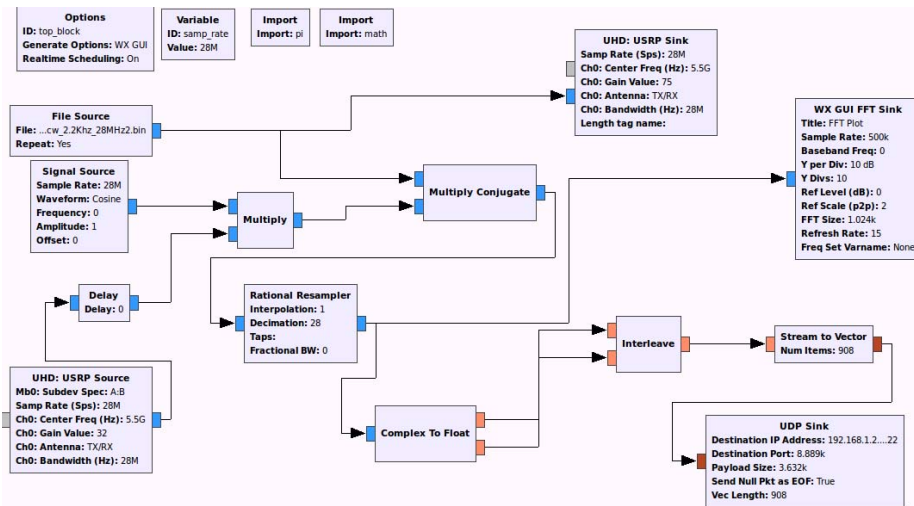 Options
ID: top_block
Generate Options: WX GUI
Realtime Scheduling: On
Variable
ID: samp_rate
Value: 28M
Import
Import: pi
Import
Import: math
UHD: USRP Sink
Samp Rate (Sps): 28M
Ch0: Center Freq (Hz): 5.5G
Ch0: Gain Value: 75
Ch0: Antenna: TX/RX
Ch0: Bandwidth (Hz): 28M
Length tag name:
File Source
File: ...cw_2.2Khz_28MHz2.bin
Repeat: Yes
WX GUI FFT Sink
Title: FFT Plot
Sample Rate: 500k
Baseband Freq: 0
Y per Div: 10 dB
Y Divs: 10
Ref Level (dB): 0
Ref Scale (p2p): 2
FFT Size: 1.024k
Refresh Rate: 15
Freq Set Varname: None
Signal Source
Sample Rate: 28M
Waveform: Cosine
Frequency: 0
Amplitude: 1
Offset: 0
Multiply
Multiply Conjugate
Delay
Delay: 0
Rational Resampler
Interpolation: 1
Decimation: 28
Taps:
Fractional BW: 0
Interleave
Stream to Vector
Num Items: 908
UHD: USRP Source
Mb0: Subdev Spec: A:B
Samp Rate (Sps): 28M
Ch0: Center Freq (Hz): 5.5G
Ch0: Gain Value: 32
Ch0: Antenna: TX/RX
Ch0: Bandwidth (Hz): 28M
Complex To Float
UDP Sink
Destination IP Address: 192.168.1.2....22
Destination Port: 8.889k
Payload Size: 3.632k
Send Null Pkt as EOF: True
Vec Length: 908